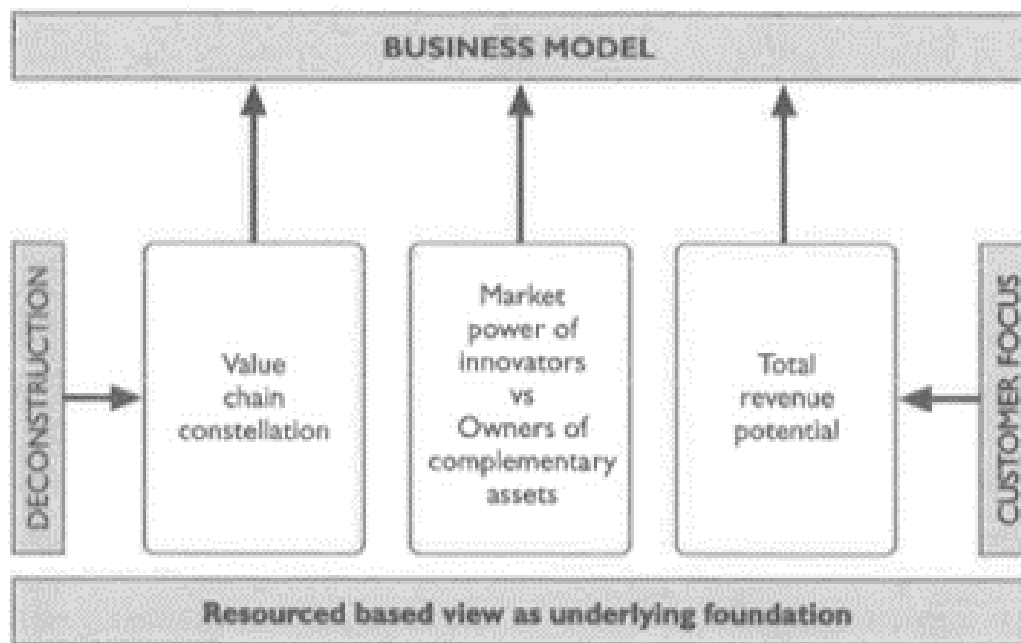 BUSINESS MODEL
DECONSTRUCTION
Value
chain
constellation
Market
power of
innovators
vs
Owners of
complementary
assets
Total
revenue
potential
CUSTOMER FOCUS
Resourced based view as underlying foundation